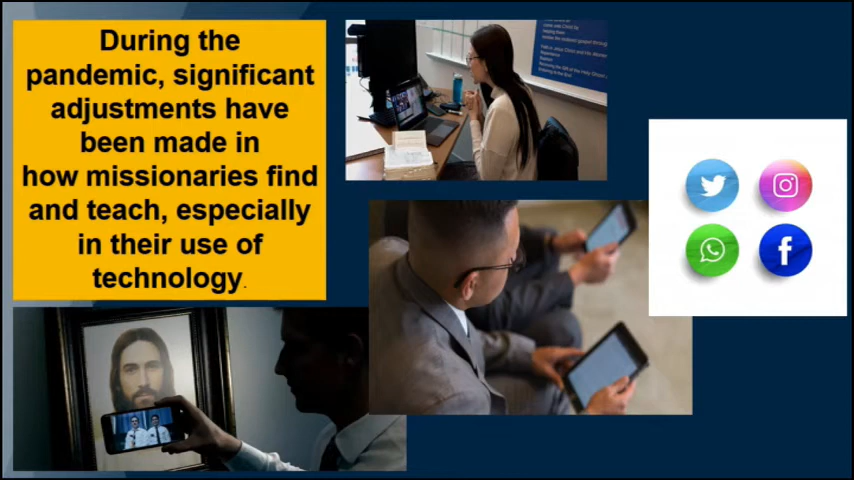 During the
pandemic, significant
adjustments have
been made in
how missionaries find
and teach, especially
in their use of
technology.